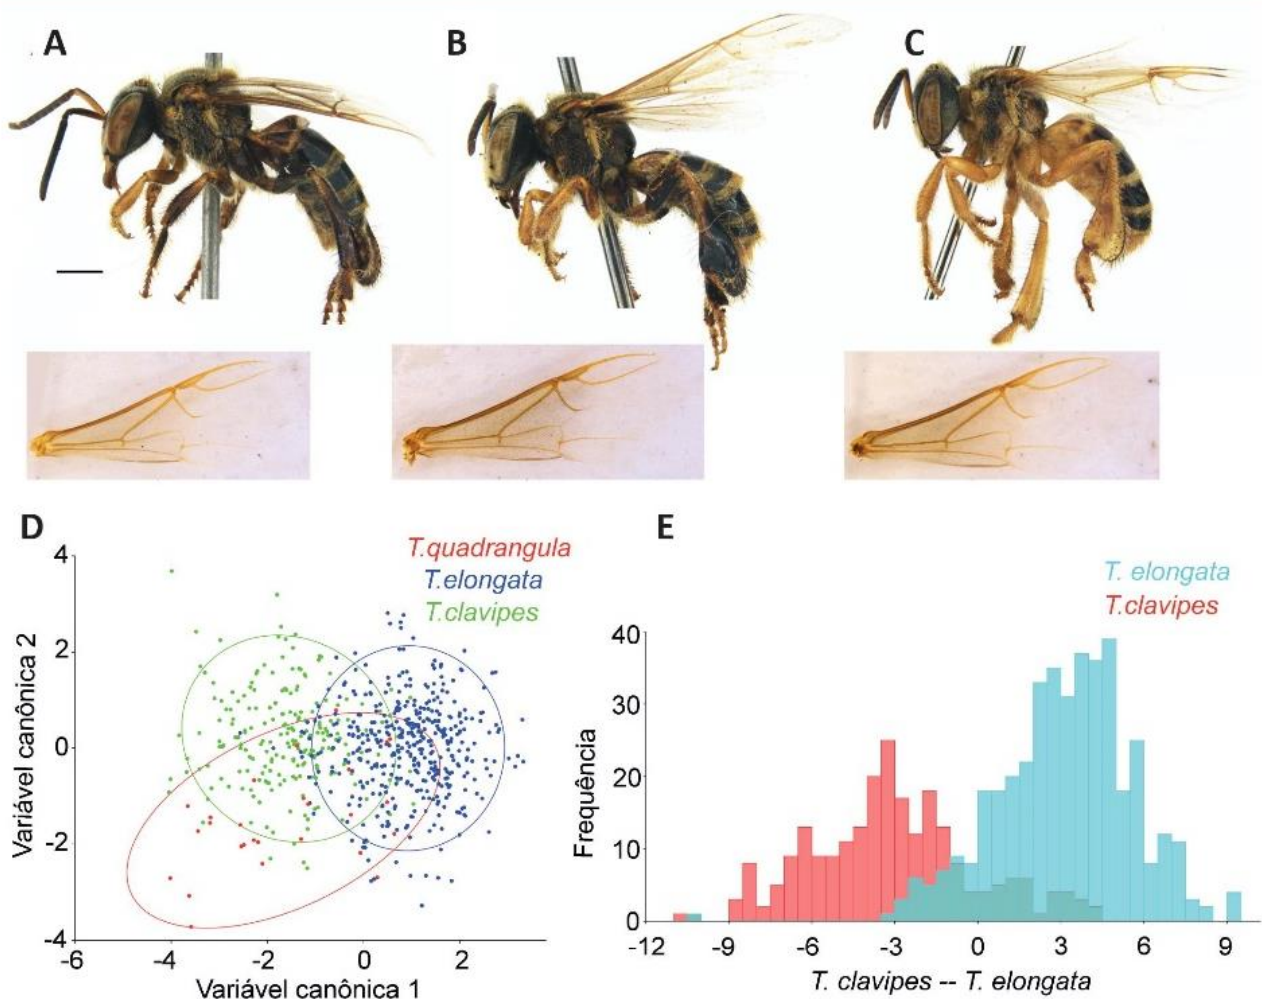 A
B
C
D
T.quadrangula
T.elongata
T.clavipes
4
2
0
-2
-4
Variável canônica 2
-6
-4
-2
0
2
Variável canônica 1
E
T. elongata
T.clavipes
40
30
20
10
0
Frequência
-12
-9
-6
-3
0
3
6
9
T. clavipes -- T. elongata